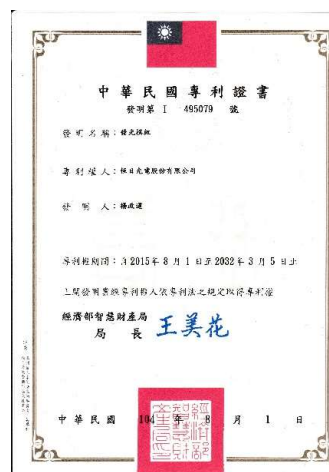 中華民國專利證書
發明第 I 495079 號
發明名稱：發光模組
專利權人：恒日光電股份有限公司
發明人：楊政運
專利權期間：自2015年8月1日至2032年3月5日止
上開發明業經專利權人依專利法之規定取得專利權
經濟部智慧財產局
局長 王美花
中華民國 104 年 8 月 1 日